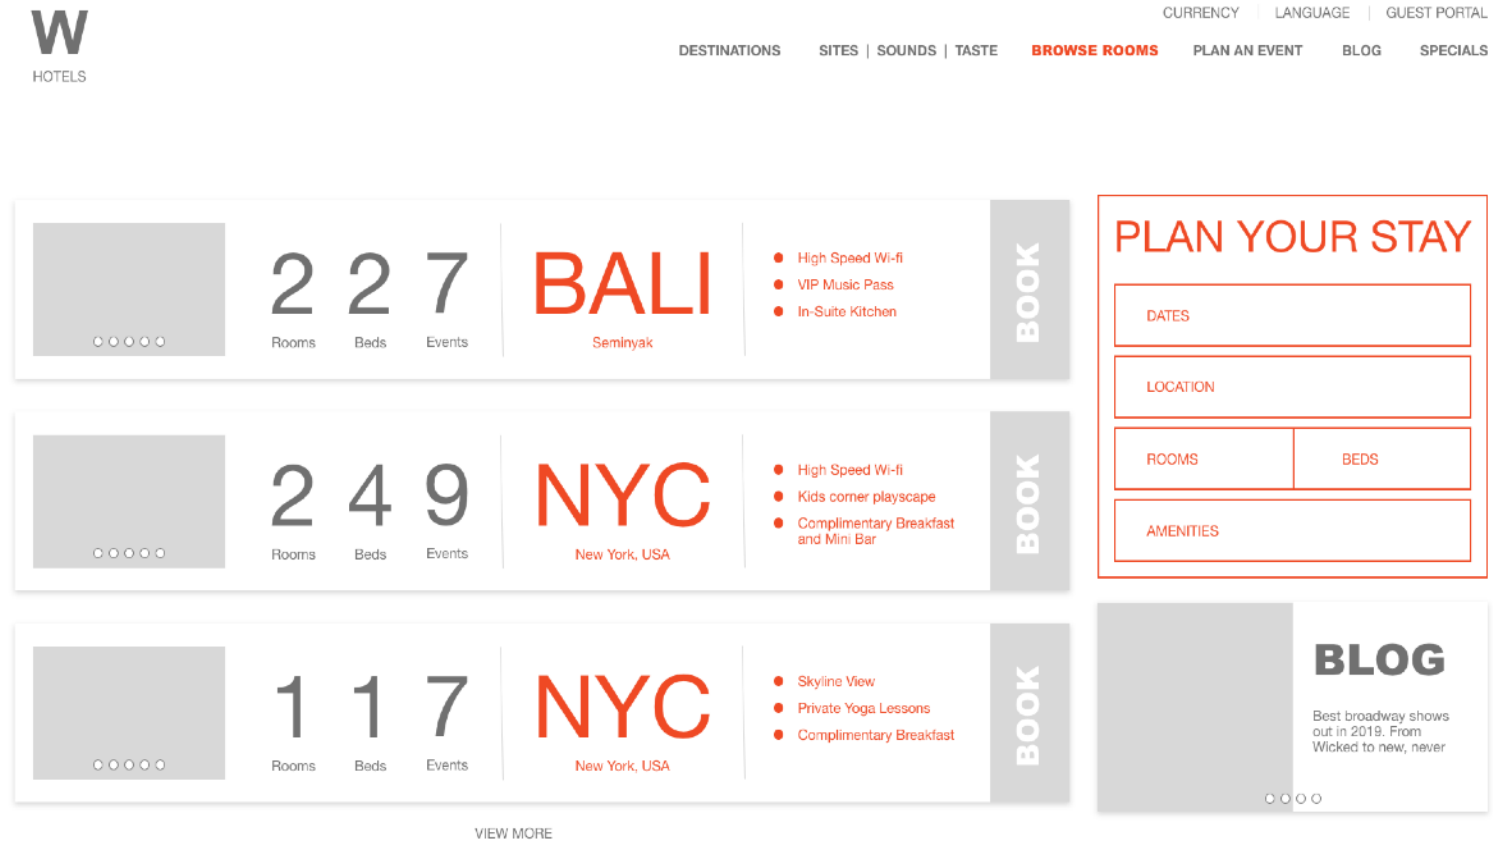 W
HOTELS
CURRENCY | LANGUAGE | GUEST PORTAL
DESTINATIONS SITES | SOUNDS | TASTE BROWSE ROOMS PLAN AN EVENT BLOG SPECIALS
2 2 7
Rooms Beds Events
BALI
Seminyak
High Speed Wi-fi
VIP Music Pass
In-Suite Kitchen
BOOK
2 4 9
Rooms Beds Events
NYC
New York, USA
High Speed Wi-fi
Kids corner playscape
Complimentary Breakfast
and Mini Bar
BOOK
1 1 7
Rooms Beds Events
NYC
New York, USA
Skyline View
Private Yoga Lessons
Complimentary Breakfast
BOOK
VIEW MORE
PLAN YOUR STAY
DATES
LOCATION
ROOMS BEDS
AMENITIES
BLOG
Best broadway shows
out in 2019. From
Wicked to new, never